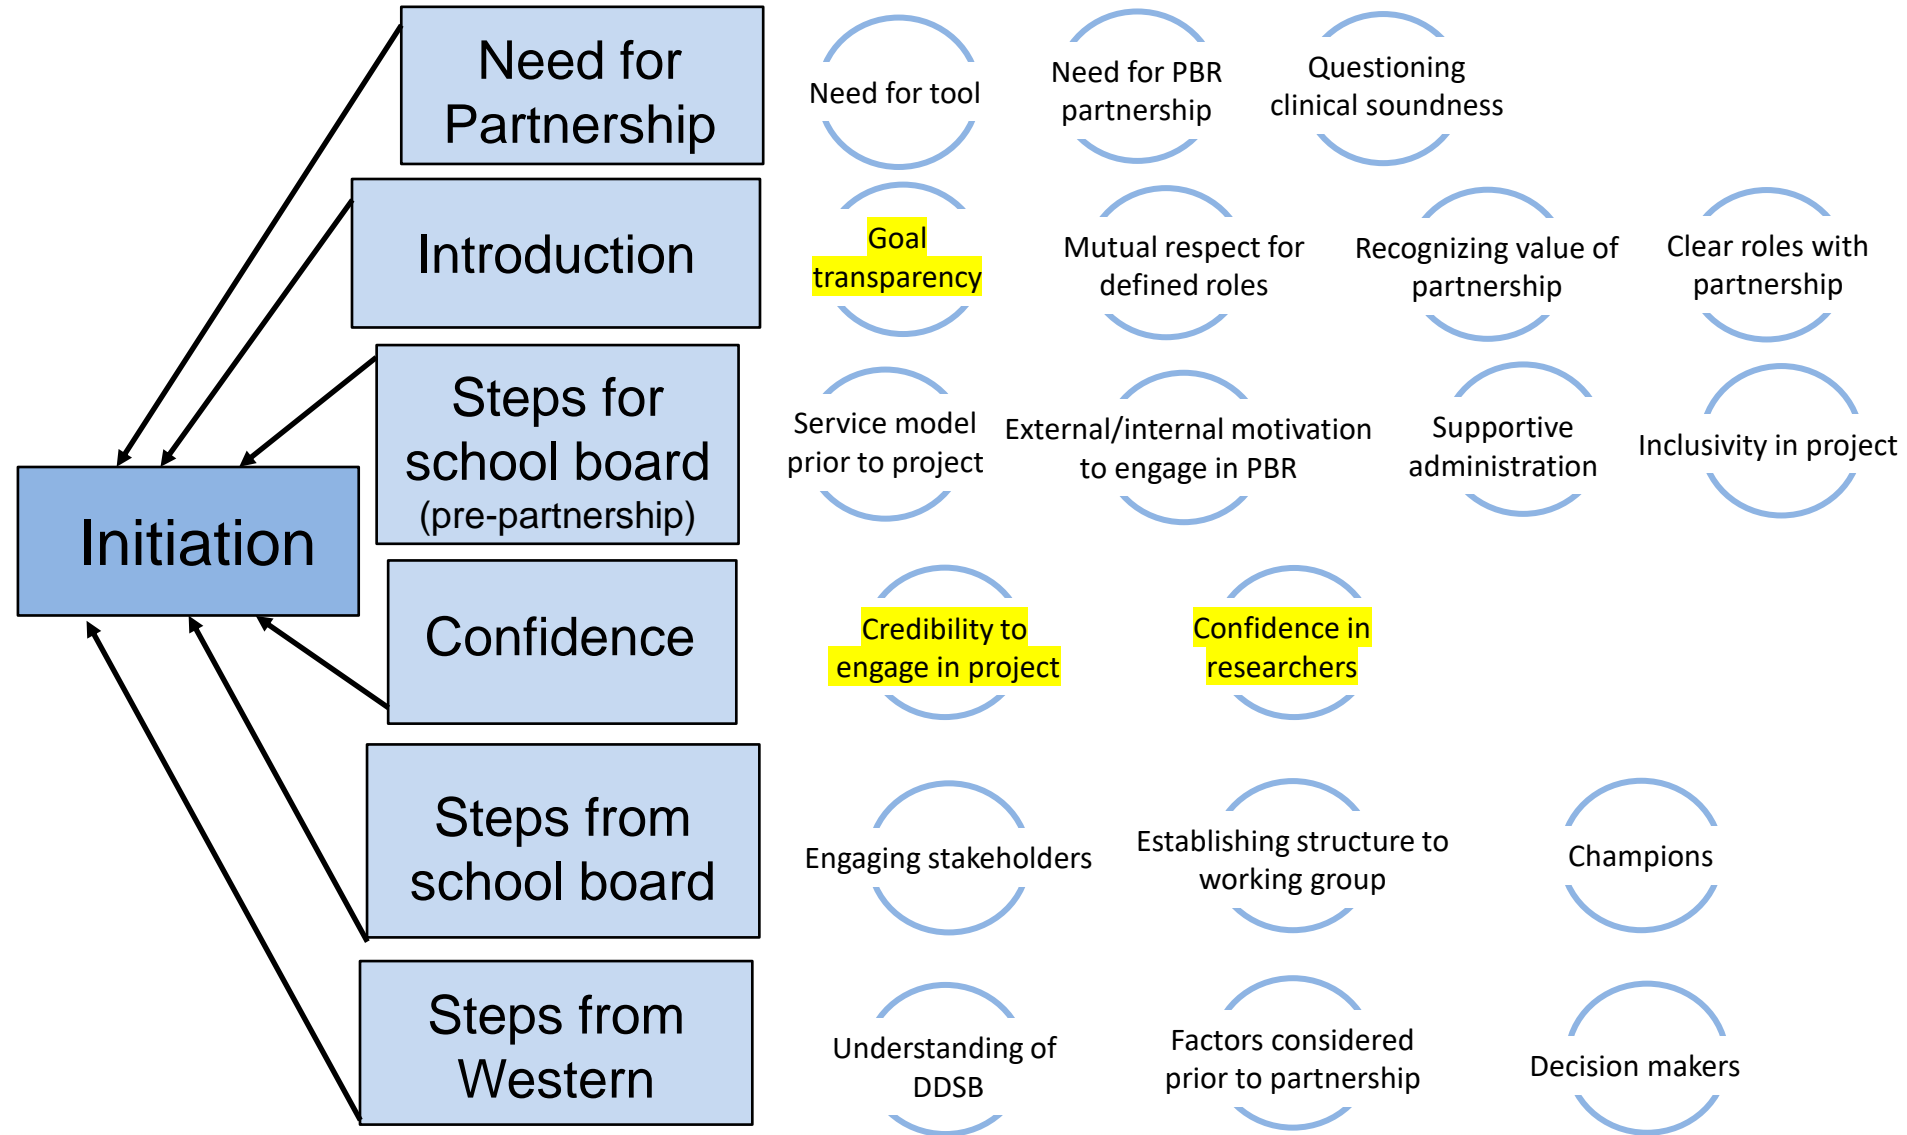 Need for
Partnership
Need for tool
Need for PBR
partnership
Questioning
clinical soundness
Introduction
Goal
transparency
Mutual respect for
defined roles
Recognizing value of
partnership
Clear roles with
partnership
Steps for
school board
(pre-partnership)
Service model
prior to project
External/internal motivation
to engage in PBR
Supportive
administration
Inclusivity in project
Initiation
Confidence
Credibility to
engage in project
Confidence in
researchers
Steps from
school board
Engaging stakeholders
Establishing structure to
working group
Champions
Steps from
Western
Understanding of
DDSB
Factors considered
prior to partnership
Decision makers